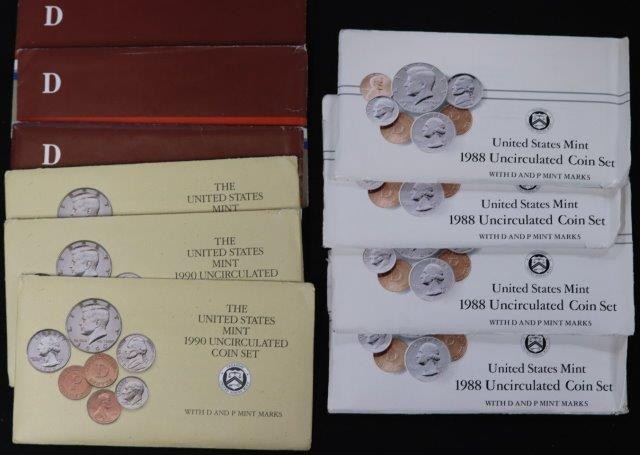 D
D
D
THE
UNITED STATES
MINT
THE
UNITED STATES
MINT
1990 UNCIRCULATED
THE
UNITED STATES
MINT
1990 UNCIRCULATED
COIN SET
WITH D AND P MINT MARKS
United States Mint
1988 Uncirculated Coin Set
WITH D AND P MINT MARKS
United States Mint
1988 Uncirculated Coin Set
WITH D AND P MINT MARKS
United States Mint
1988 Uncirculated Coin Set
WITH D AND P MINT MARKS
United States Mint
1988 Uncirculated Coin Set
WITH D AND P MINT MARKS